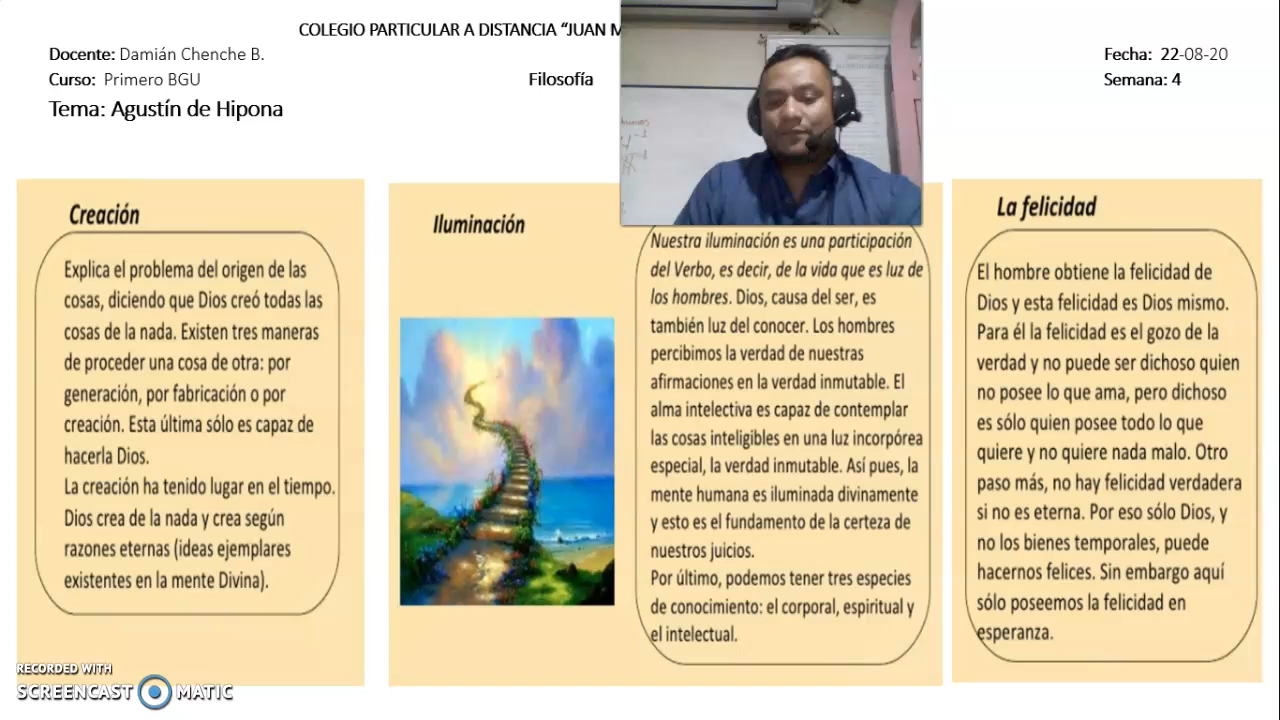 COLEGIO PARTICULAR A DISTANCIA “JUAN M
Docente: Damián Chenche B.
Fecha: 22-08-20
Curso: Primero BGU
Filosofía
Semana: 4
Tema: Agustín de Hipona
Creación
Explica el problema del origen de las
cosas, diciendo que Dios creó todas las
cosas de la nada. Existen tres maneras
de proceder una cosa de otra: por
generación, por fabricación o por
creación. Esta última sólo es capaz de
hacerla Dios.
La creación ha tenido lugar en el tiempo.
Dios crea de la nada y crea según
razones eternas (ideas ejemplares
existentes en la mente Divina).
Iluminación
Nuestra iluminación es una participación
del Verbo, es decir, de la vida que es luz de
los hombres. Dios, causa del ser, es
también luz del conocer. Los hombres
percibimos la verdad de nuestras
afirmaciones en la verdad inmutable. El
alma intelectiva es capaz de contemplar
las cosas inteligibles en una luz incorpórea
especial, la verdad inmutable. Así pues, la
mente humana es iluminada divinamente
y esto es el fundamento de la certeza de
nuestros juicios.
Por último, podemos tener tres especies
de conocimiento: el corporal, espiritual y
el intelectual.
La felicidad
El hombre obtiene la felicidad de
Dios y esta felicidad es Dios mismo.
Para él la felicidad es el gozo de la
verdad y no puede ser dichoso quien
no posee lo que ama, pero dichoso
es sólo quien posee todo lo que
quiere y no quiere nada malo. Otro
paso más, no hay felicidad verdadera
si no es eterna. Por eso sólo Dios, y
no los bienes temporales, puede
hacernos felices. Sin embargo aquí
sólo poseemos la felicidad en
esperanza.
RECORDED WITH
SCREENCAST MATIC